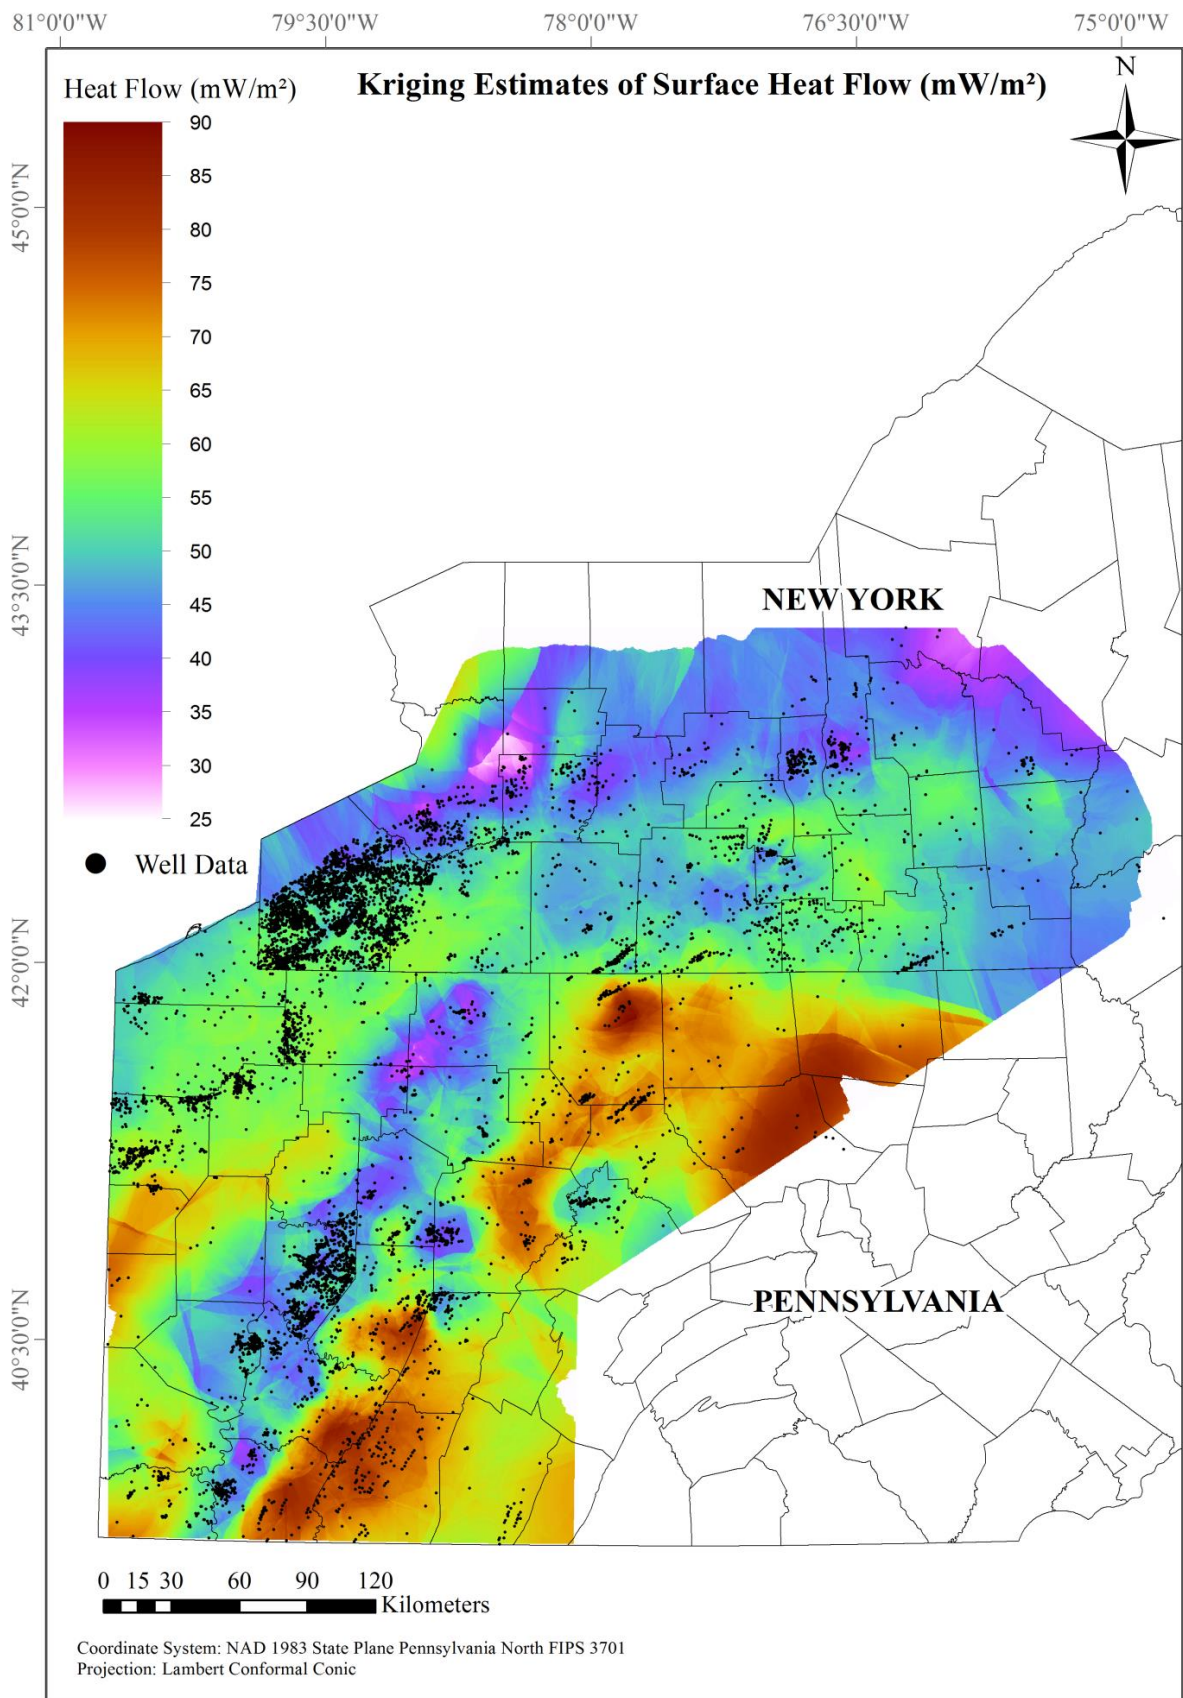 81°0'0"W 79°30'0"W 78°0'0"W 76°30'0"W 75°0'0"W
Heat Flow (mW/m²)
Kriging Estimates of Surface Heat Flow (mW/m²)
N
90
85
80
75
70
65
60
55
50
45
40
35
30
25
Well Data
45°0'0"N
43°30'0"N
42°0'0"N
40°30'0"N
NEW YORK
PENNSYLVANIA
0 15 30 60 90 120
Kilometers
Coordinate System: NAD 1983 State Plane Pennsylvania North FIPS 3701
Projection: Lambert Conformal Conic